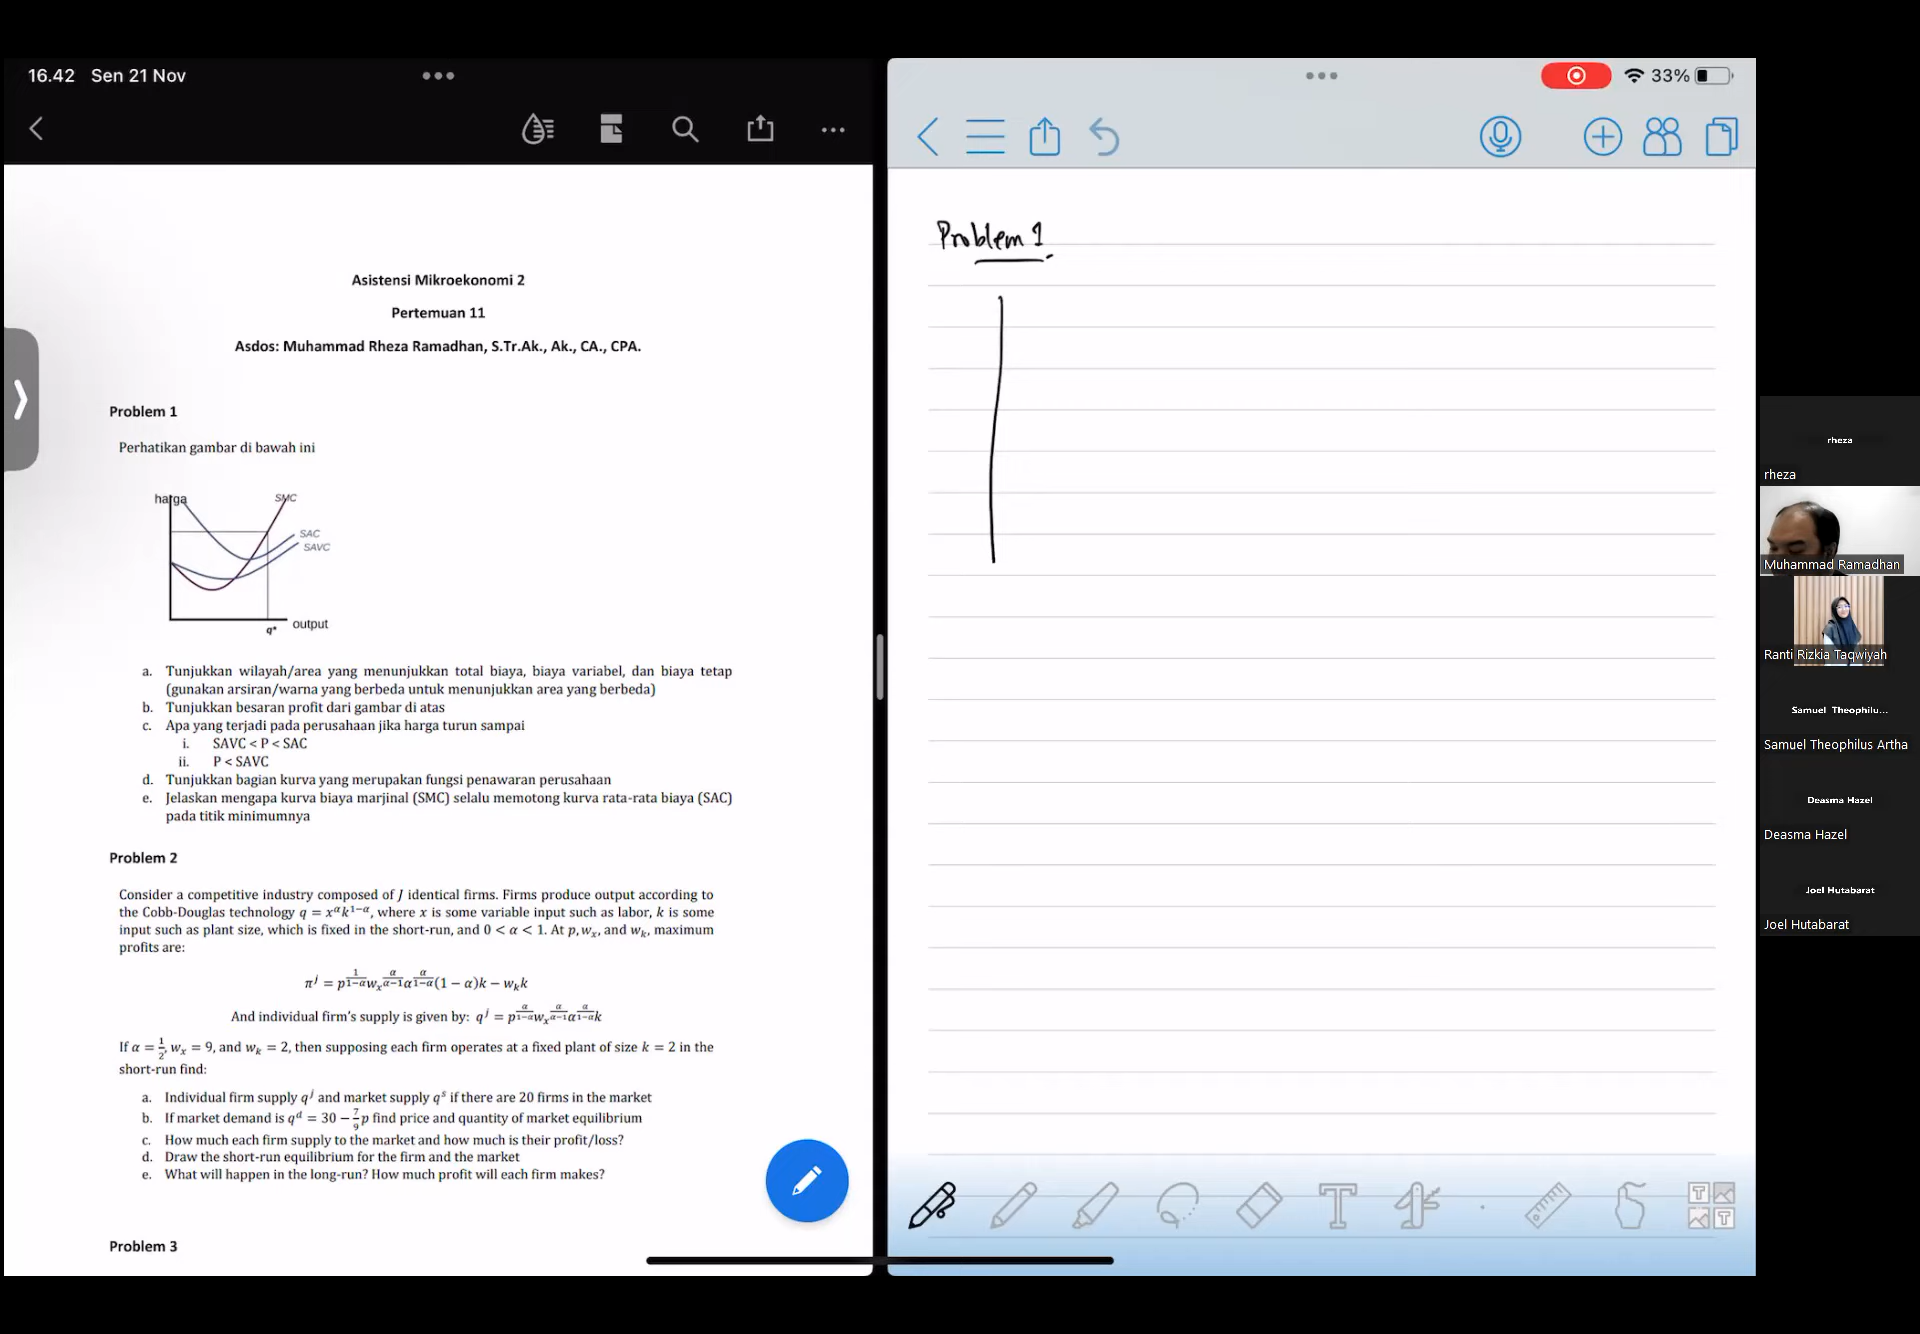 16.42 Sen 21 Nov
33%
Asistensi Mikroekonomi 2
Pertemuan 11
Asdos: Muhammad Rheza Ramadhan, S.Tr.Ak., Ak., CA., CPA.
Problem 1
Perhatikan gambar di bawah ini
harga
SMC
SAC
SAVC
output
q*
a. Tunjukkan wilayah/area yang menunjukkan total biaya, biaya variabel, dan biaya tetap
(gunakan arsiran/warna yang berbeda untuk menunjukkan area yang berbeda)
b. Tunjukkan besaran profit dari gambar di atas
c. Apa yang terjadi pada perusahaan jika harga turun sampai
i. SAVC < P < SAC
ii. P < SAVC
d. Tunjukkan bagian kurva yang merupakan fungsi penawaran perusahaan
e. Jelaskan mengapa kurva biaya marjinal (SMC) selalu memotong kurva rata-rata biaya (SAC)
pada titik minimumnya
Problem 2
Consider a competitive industry composed of J identical firms. Firms produce output according to
the Cobb-Douglas technology q = x^α k^{1−α}, where x is some variable input such as labor, k is some
input such as plant size, which is fixed in the short-run, and 0 < α < 1. At p, w_x, and w_k, maximum
profits are:
π^j = p^{1/(1−α)} w_x^{α/(α−1)} α^{α/(1−α)} (1 − α)k − w_k k
And individual firm's supply is given by: q^j = p^{α/(1−α)} w_x^{α/(α−1)} α^{α/(1−α)} k
If α = 1/2, w_x = 9, and w_k = 2, then supposing each firm operates at a fixed plant of size k = 2 in the
short-run find:
a. Individual firm supply q^j and market supply q^s if there are 20 firms in the market
b. If market demand is q^d = 30 − 7/9 p find price and quantity of market equilibrium
c. How much each firm supply to the market and how much is their profit/loss?
d. Draw the short-run equilibrium for the firm and the market
e. What will happen in the long-run? How much profit will each firm makes?
Problem 3
Problem 1
rheza
rheza
Muhammad Ramadhan
Ranti Rizkia Taqwiyah
Samuel Theophilu...
Samuel Theophilus Artha
Deasma Hazel
Deasma Hazel
Joel Hutabarat
Joel Hutabarat